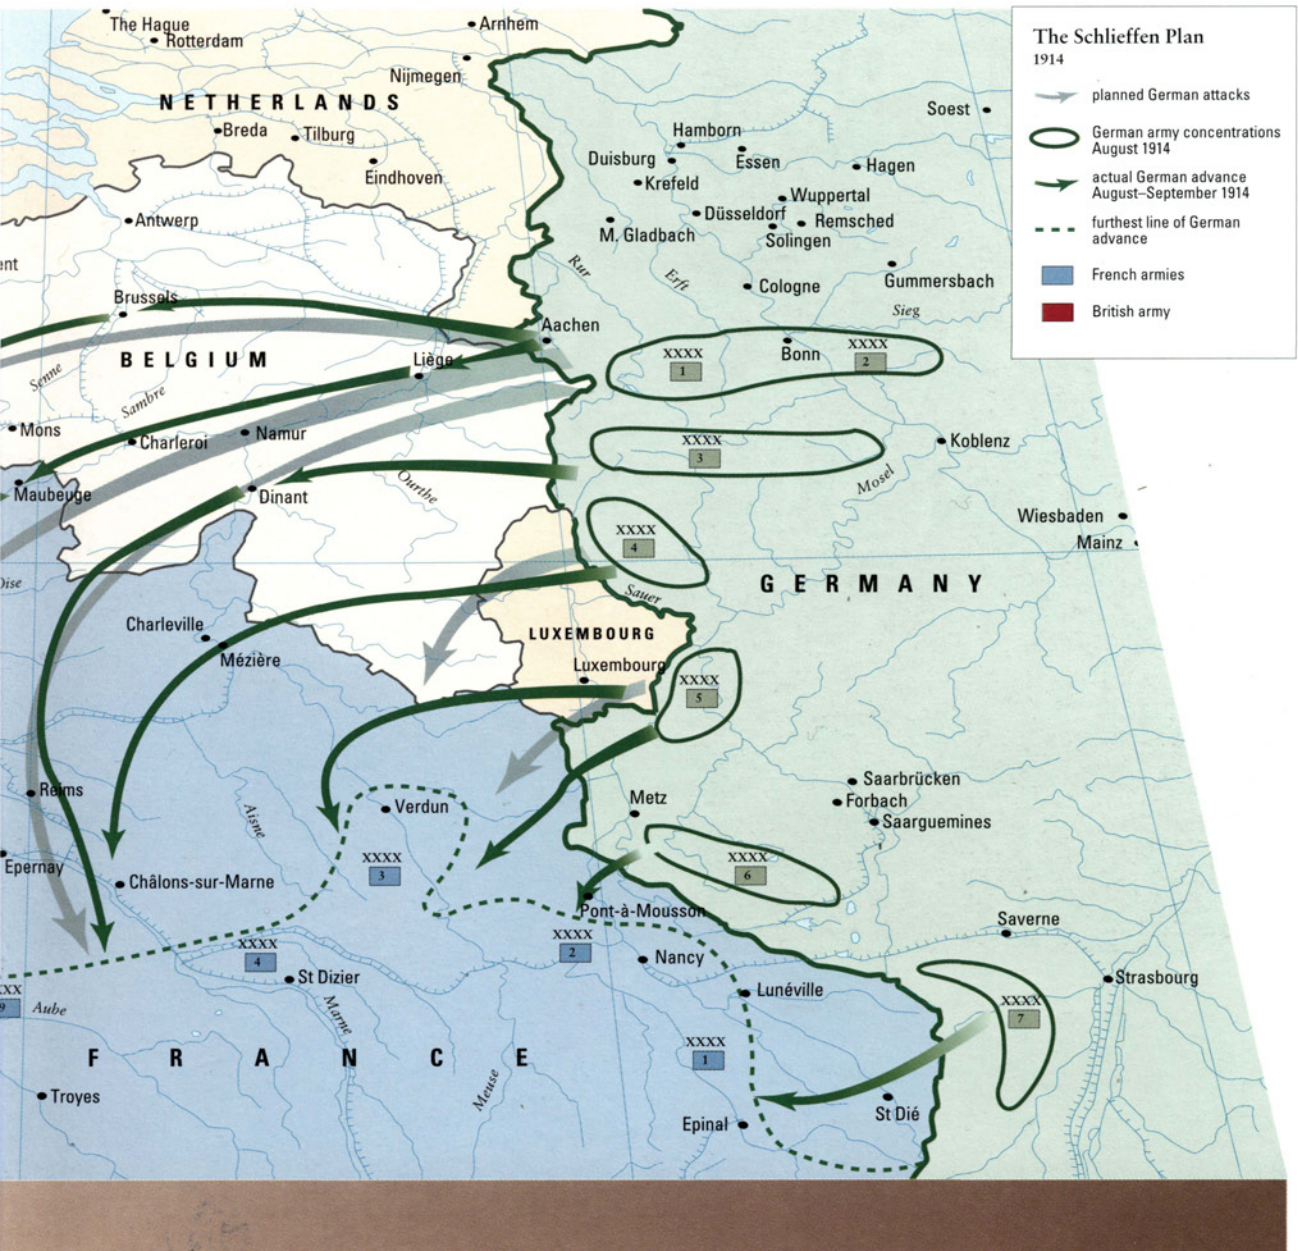 The Schlieffen Plan
1914
planned German attacks
German army concentrations
August 1914
actual German advance
August–September 1914
furthest line of German
advance
French armies
British army
The Hague
Rotterdam
Arnhem
Nijmegen
NETHERLANDS
Breda
Tilburg
Eindhoven
Antwerp
Soest
Hamborn
Duisburg
Essen
Hagen
Krefeld
Wuppertal
Düsseldorf
Remsched
M. Gladbach
Solingen
Rur
Erft
Cologne
Gummersbach
Sieg
Brussels
Aachen
BELGIUM
Liège
Senne
Sambre
XXXX
1
Bonn
XXXX
2
Mons
Charleroi
Namur
XXXX
3
Koblenz
Mosel
Maubeuge
Dinant
Ourthe
Wiesbaden
Mainz
XXXX
4
GERMANY
Sauer
Charleville
Mézière
LUXEMBOURG
Luxembourg
XXXX
5
Reims
Aisne
Verdun
Metz
Saarbrücken
Forbach
Saarguemines
Epernay
Châlons-sur-Marne
XXXX
3
XXXX
6
Pont-à-Mousson
Saverne
XXXX
4
XXXX
2
Nancy
St Dizier
Lunéville
Strasbourg
XXXX
7
9
Aube
Marne
FRANCE
XXXX
1
Meuse
Troyes
Epinal
St Dié